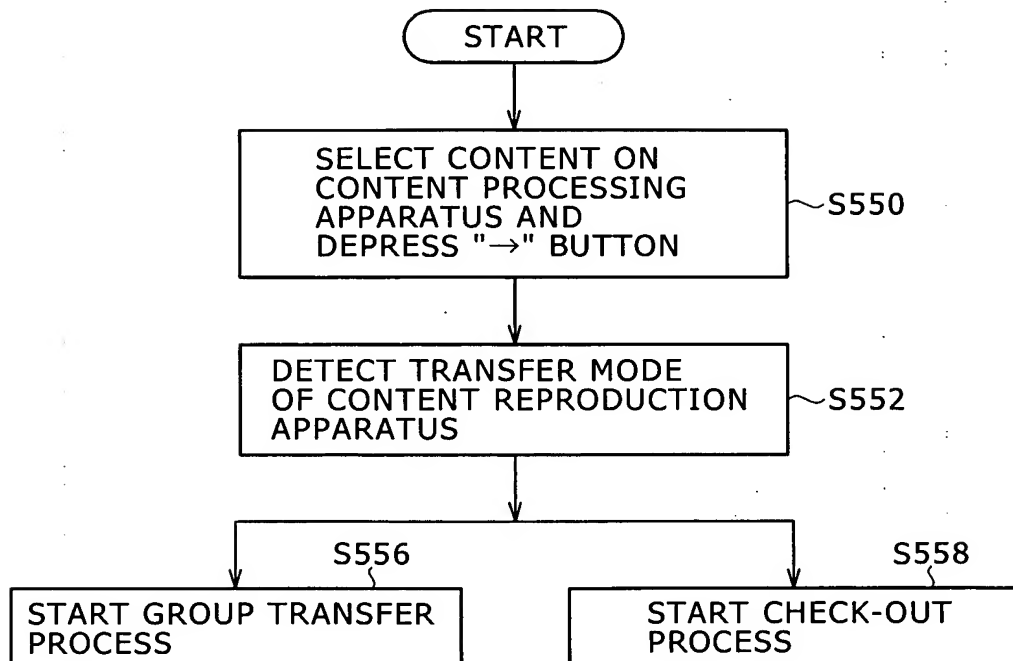 START
SELECT CONTENT ON
CONTENT PROCESSING
APPARATUS AND
DEPRESS "→" BUTTON
S550
DETECT TRANSFER MODE
OF CONTENT REPRODUCTION
APPARATUS
S552
S556
START GROUP TRANSFER
PROCESS
S558
START CHECK-OUT
PROCESS